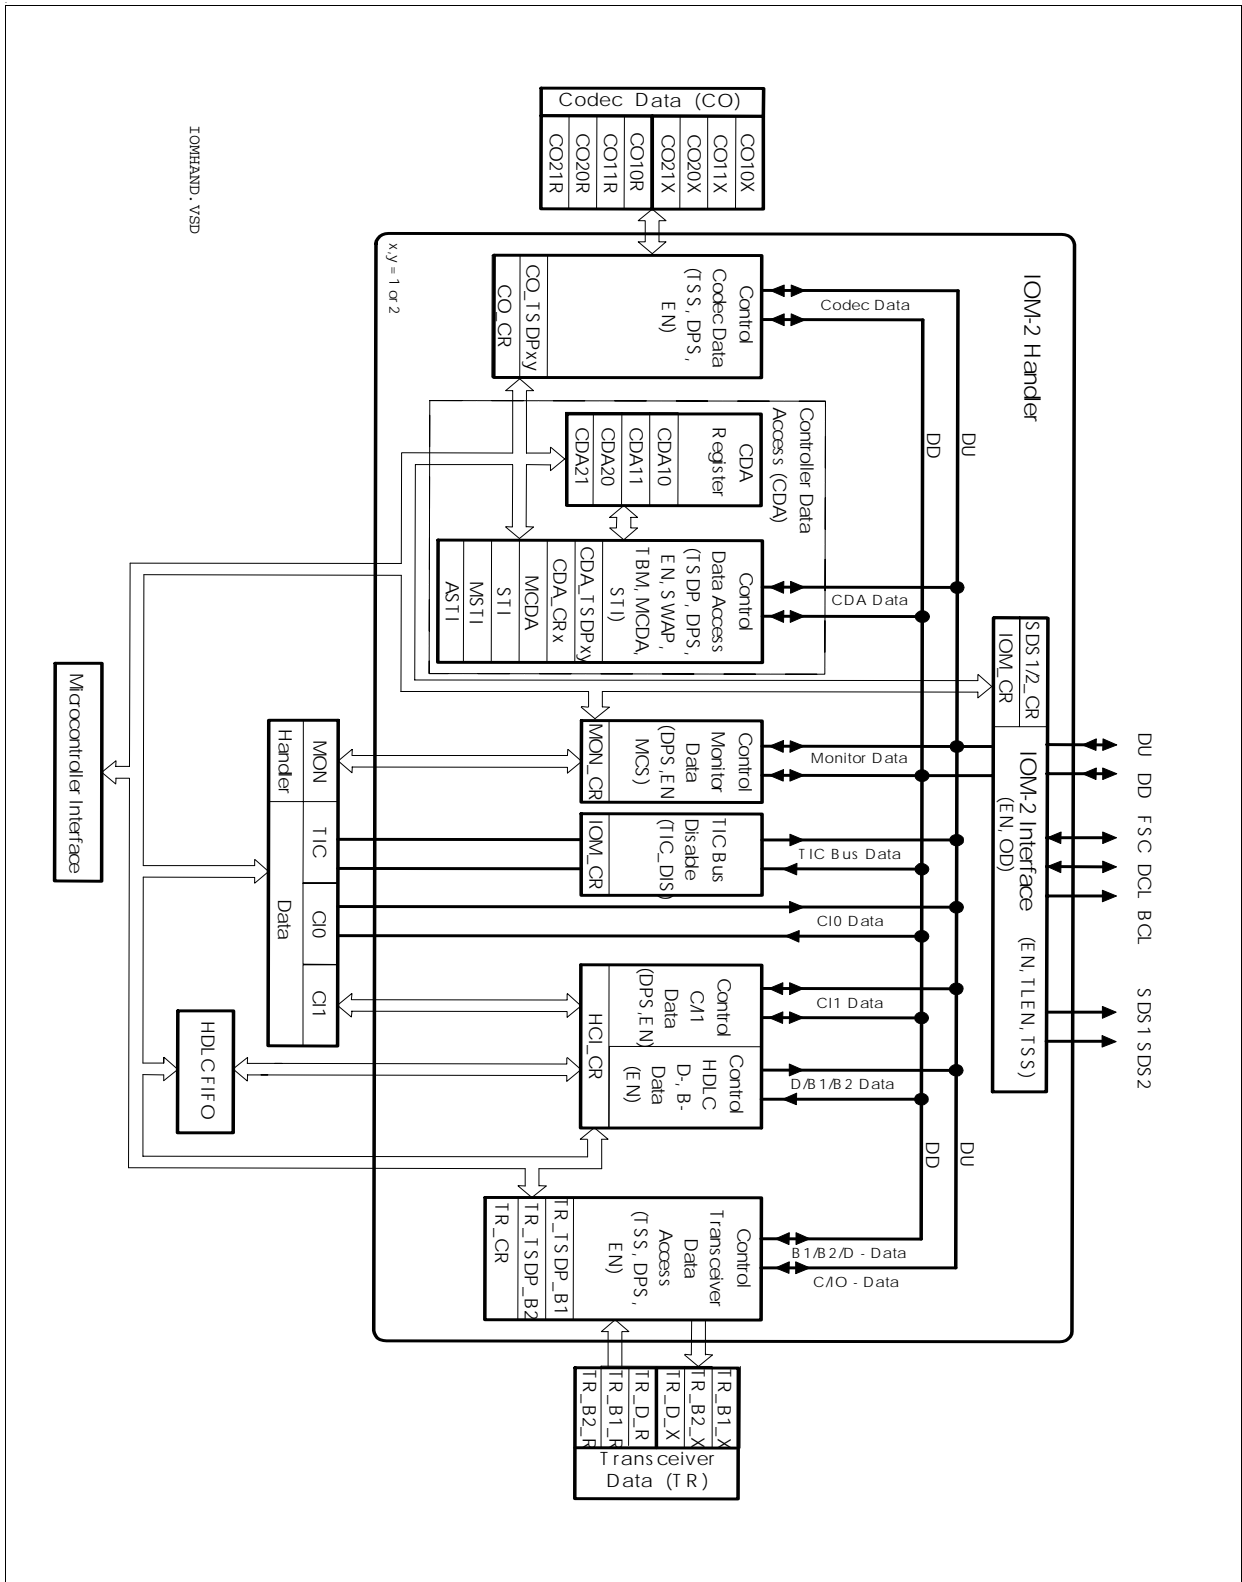 Codec Data (CO)
CO10X
CO11X
CO20X
CO21X
CO10R
CO11R
CO20R
CO21R
IOMHAND.VSD
IOM-2 Handler
x,y = 1 or 2
Control
Codec Data
(TSS, DPS,
EN)
CO_TSDPxy
CO_CR
Codec Data
DU
DD
Controller Data
Access (CDA)
CDA
Register
CDA10
CDA11
CDA20
CDA21
Control
Data Access
(TSDP, DPS,
EN, SWAP,
TBM, MCDA,
STI)
CDA_TSDPxy
CDA_CRx
MCDA
STI
MSTI
ASTI
CDA Data
SDS1/2_CR
IOM_CR
IOM-2 Interface
(EN, OD)
(EN, TLEN, TSS)
DU
DD
FSC
DCL
BCL
SDS1
SDS2
Control
Monitor
Data
(DPS,EN
MCS)
MON_CR
Monitor Data
TIC Bus
Disable
(TIC_DIS)
IOM_CR
TIC Bus Data
CI0 Data
Control
C/I1
Data
(DPS,EN)
Control
HDLC
D-, B-
Data
(EN)
HCI_CR
CI1 Data
D/B1/B2 Data
DU
DD
Microcontroller Interface
MON
Handler
TIC
CI0
CI1
Data
HDLC FIFO
Control
Transceiver
Data
Access
(TSS, DPS,
EN)
TR_TSDP_B1
TR_TSDP_B2
TR_CR
B1/B2/D - Data
C/IO - Data
TR_B1_X
TR_B2_X
TR_D_X
TR_D_R
TR_B1_R
TR_B2_R
Transceiver
Data (TR)